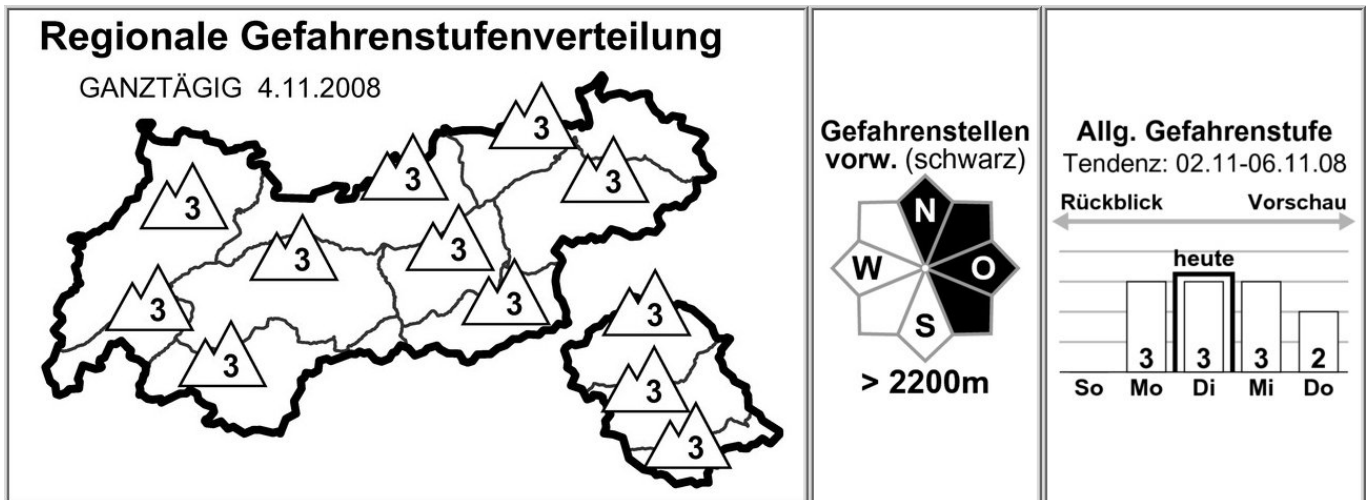 Regionale Gefahrenstufenverteilung
GANZTÄGIG 4.11.2008
3
3
3
3
3
3
3
3
3
3
3
3
3
Gefahrenstellen
vorw. (schwarz)
N
W
O
S
> 2200m
Allg. Gefahrenstufe
Tendenz: 02.11-06.11.08
Rückblick Vorschau
heute
3 3 3 2
So Mo Di Mi Do